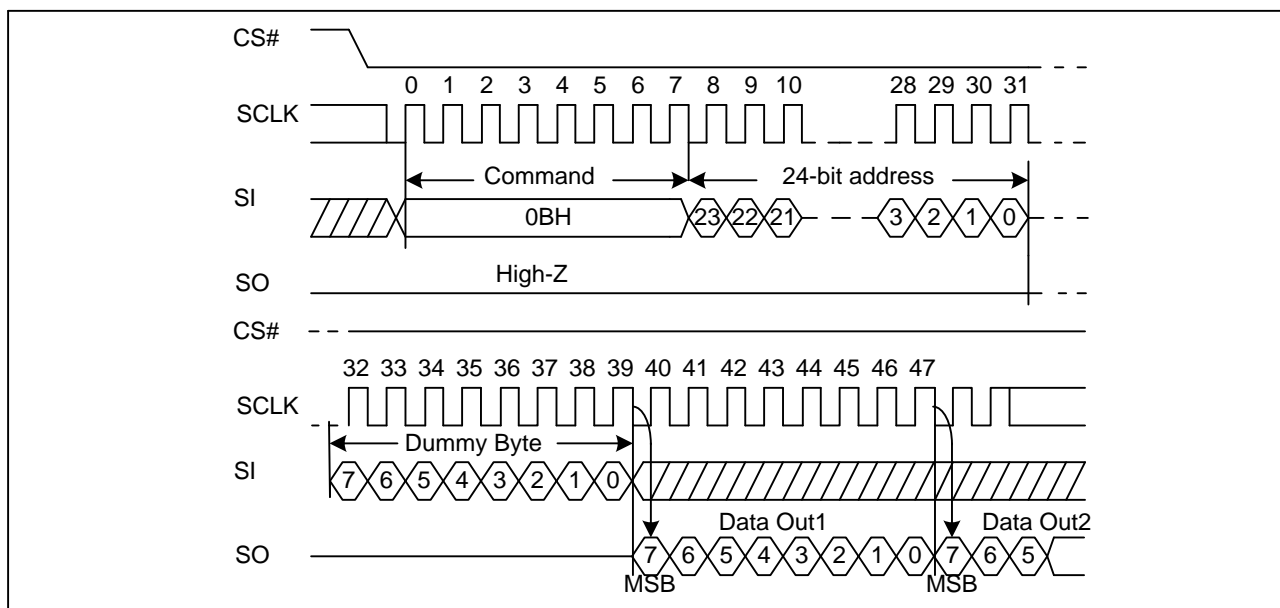 CS#
0 1 2 3 4 5 6 7 8 9 10 28 29 30 31
SCLK
Command 24-bit address
SI
0BH 23 22 21 3 2 1 0
High-Z
SO
CS#
32 33 34 35 36 37 38 39 40 41 42 43 44 45 46 47
SCLK
Dummy Byte
SI
7 6 5 4 3 2 1 0
Data Out1 Data Out2
SO
7 6 5 4 3 2 1 0 7 6 5
MSB MSB